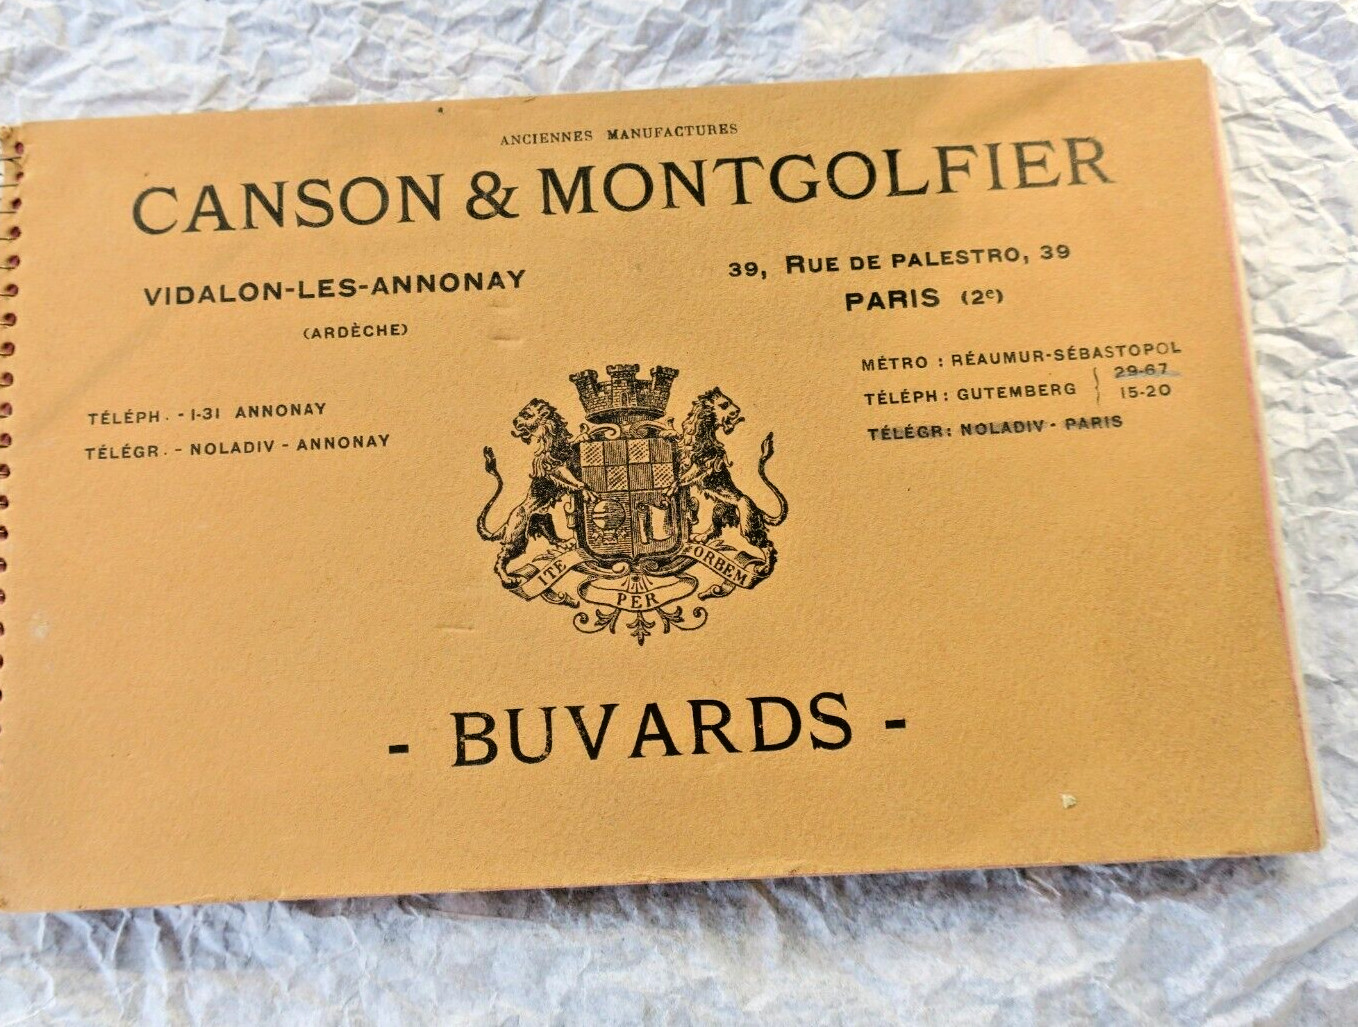 ANCIENNES MANUFACTURES
CANSON & MONTGOLFIER
VIDALON-LES-ANNONAY
(ARDÈCHE)
TÉLÉPH. - 1-31 ANNONAY
TÉLÉGR. - NOLADIV - ANNONAY
39, RUE DE PALESTRO, 39
PARIS (2e)
MÉTRO : RÉAUMUR-SÉBASTOPOL
TÉLÉPH : GUTEMBERG { 29-67
15-20
TÉLÉGR : NOLADIV - PARIS
ITE PER ORBEM
- BUVARDS -